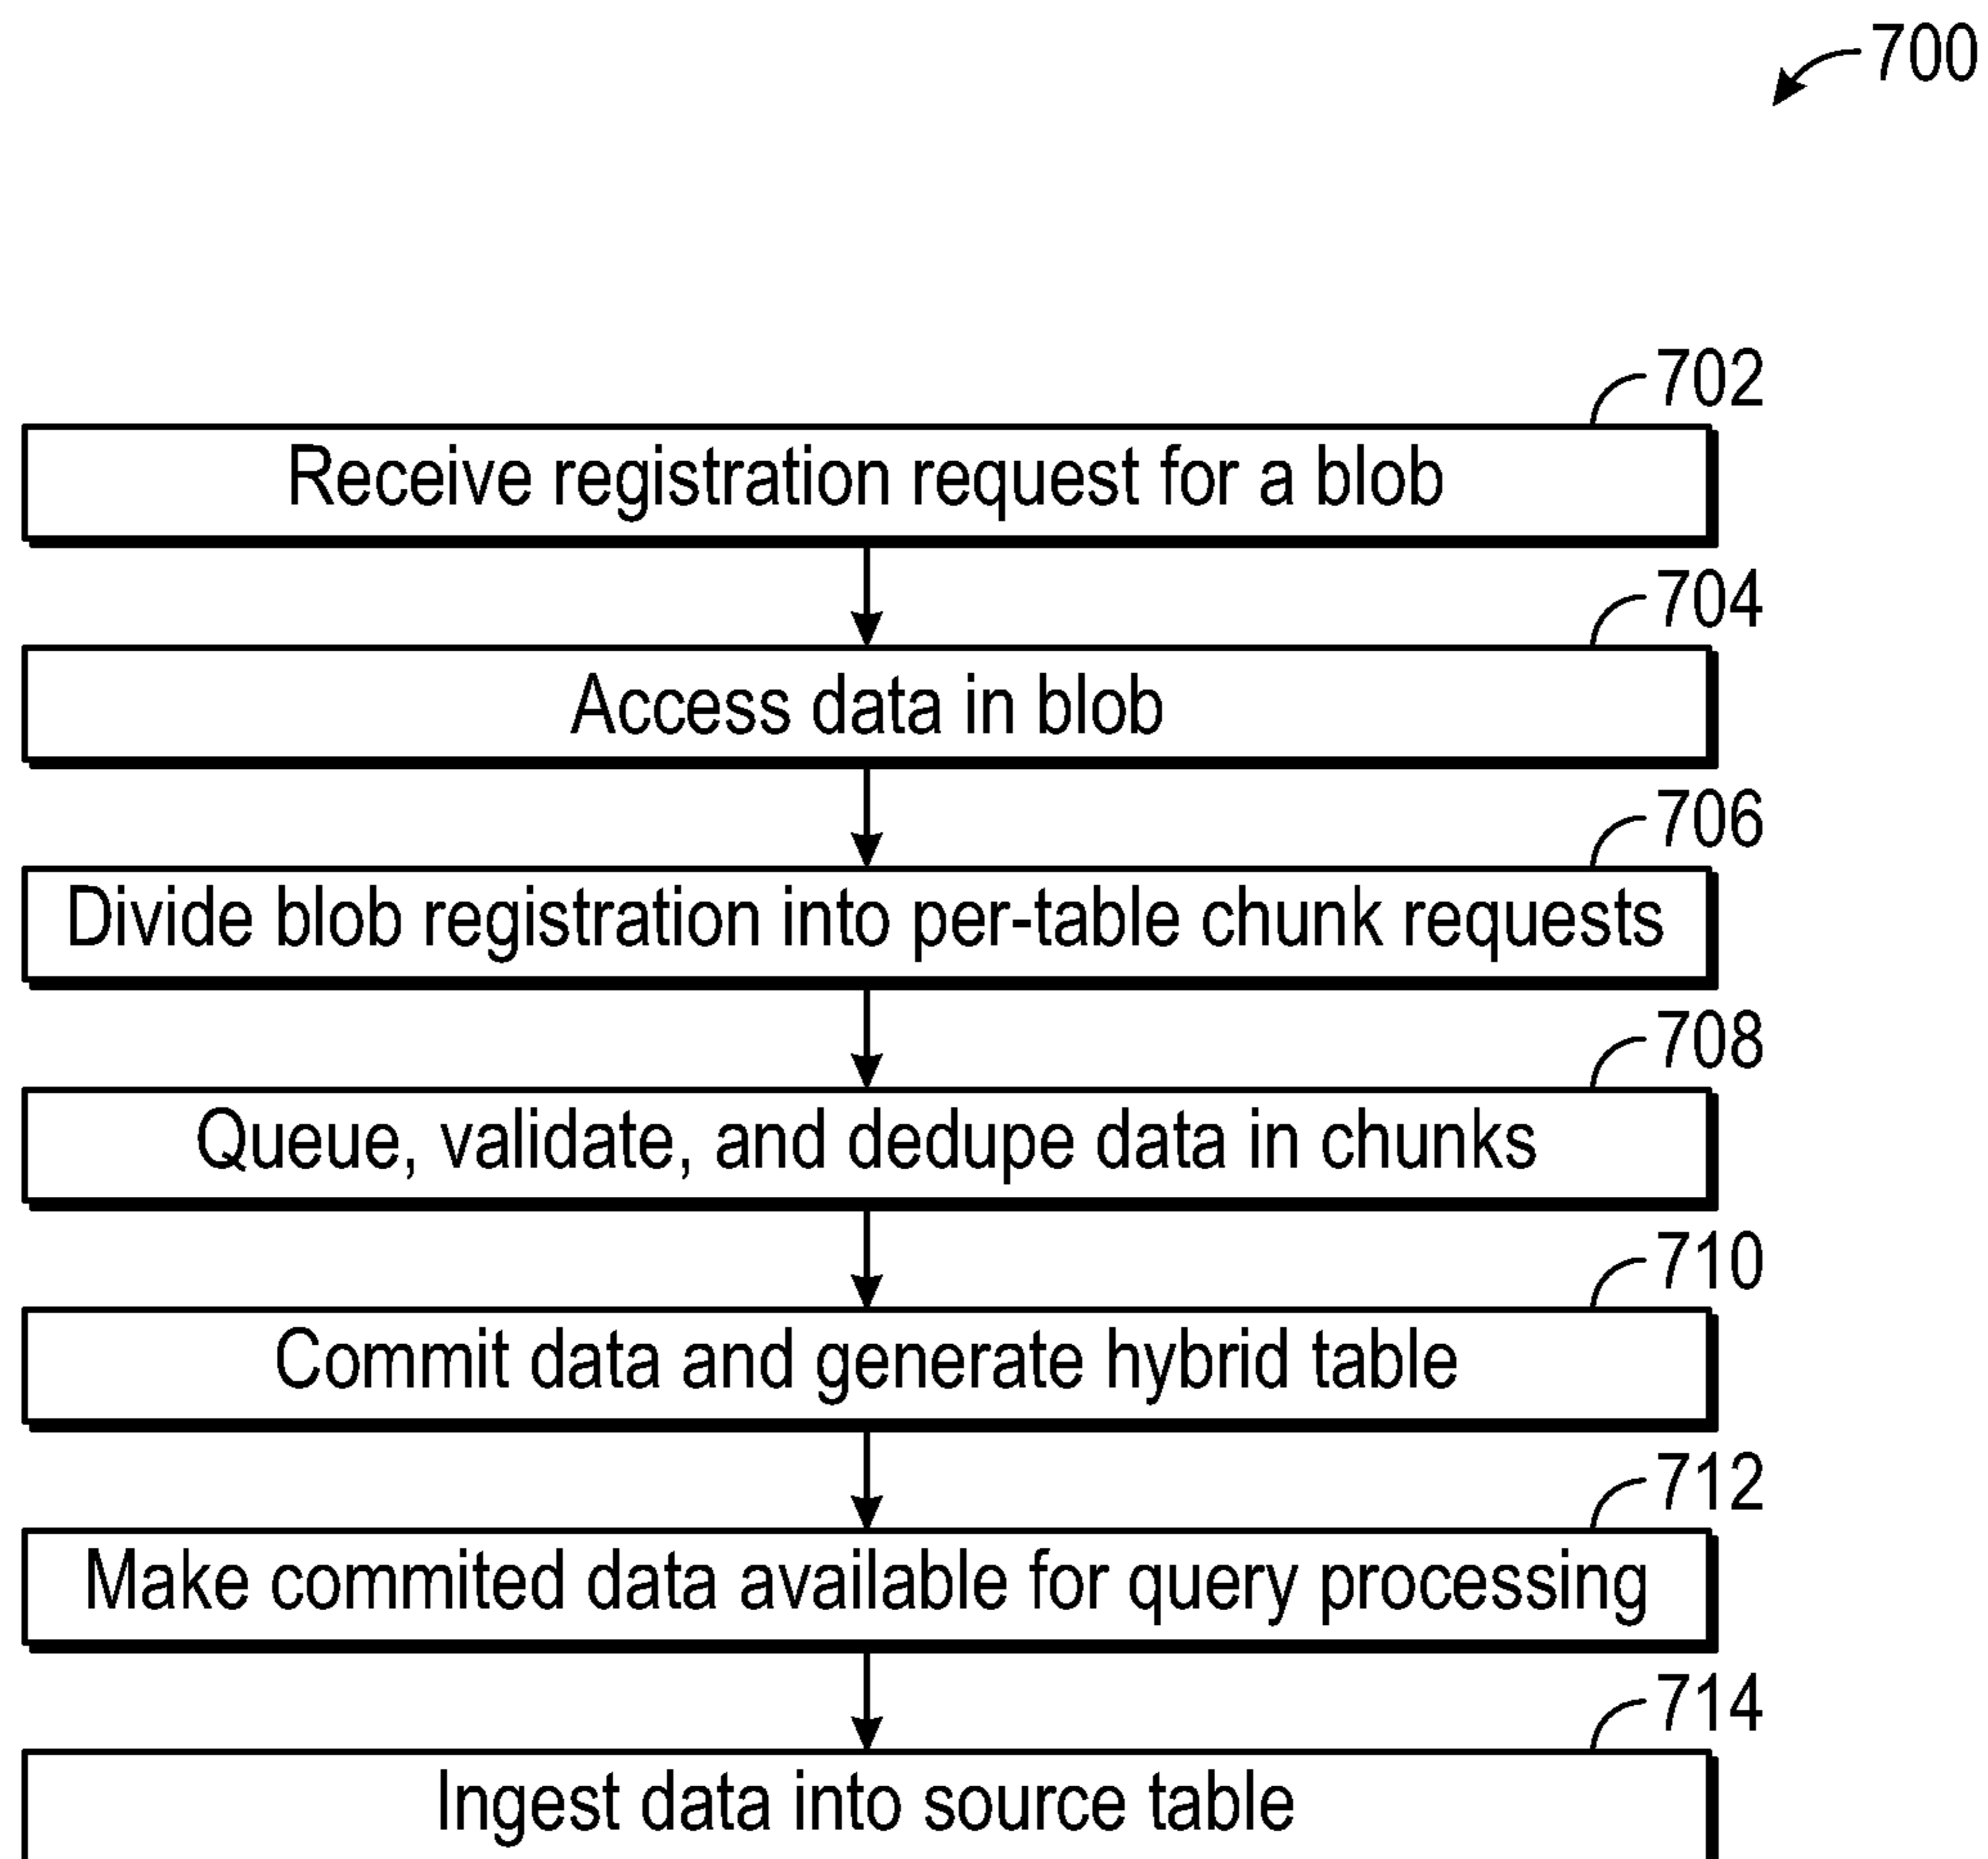 700
702
Receive registration request for a blob
704
Access data in blob
706
Divide blob registration into per-table chunk requests
708
Queue, validate, and dedupe data in chunks
710
Commit data and generate hybrid table
712
Make commited data available for query processing
714
Ingest data into source table